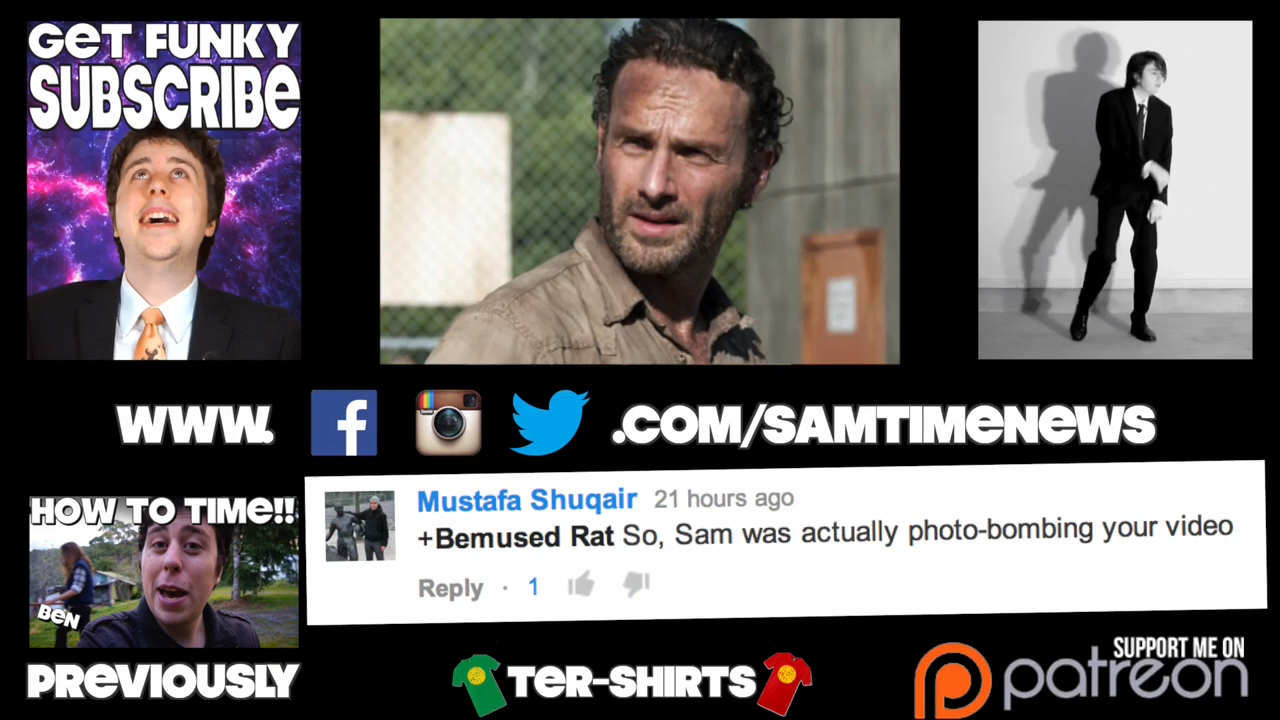 GET FUNKY
SUBSCRIBE
WWW. .COM/SAMTIMENEWS
Mustafa Shuqair 21 hours ago
+Bemused Rat So, Sam was actually photo-bombing your video
Reply · 1
HOW TO TIME!!
BEN
PREVIOUSLY
TER-SHIRTS
SUPPORT ME ON
patreon